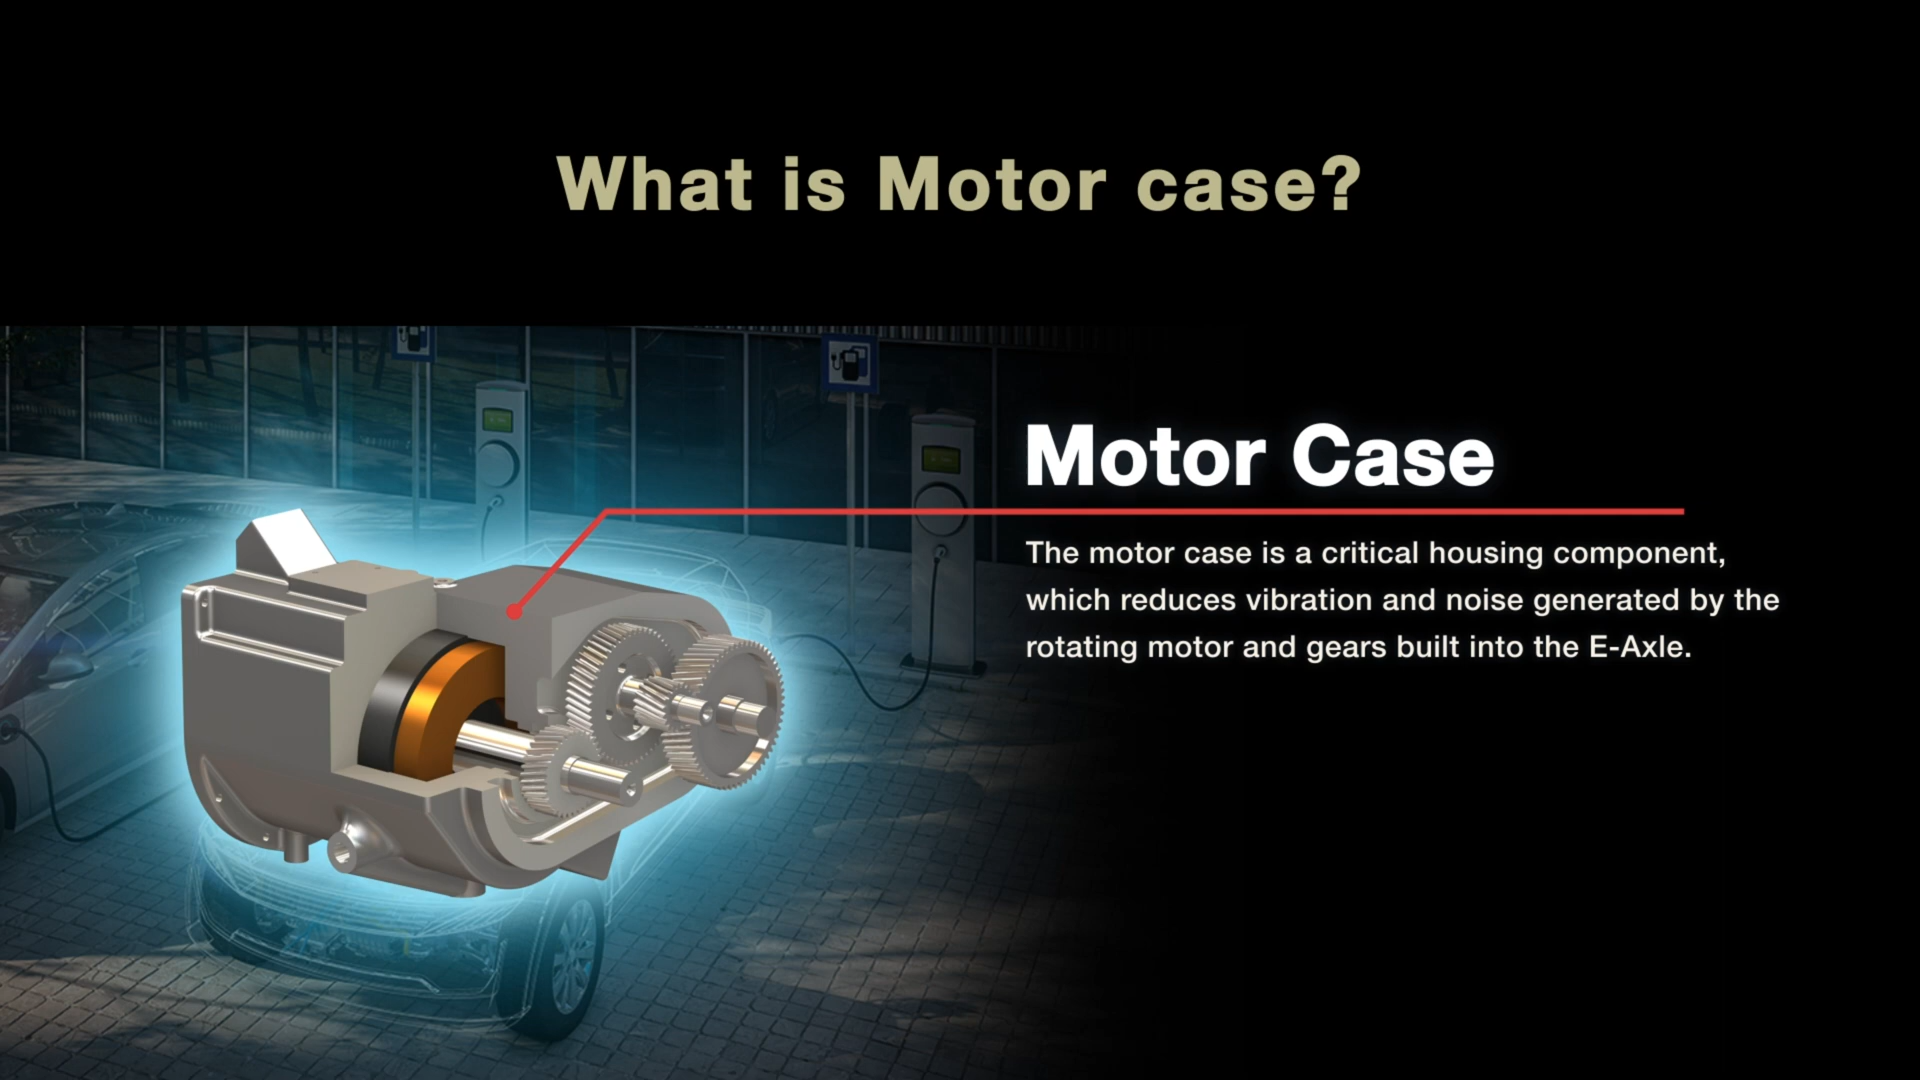 What is Motor case?
Motor Case
The motor case is a critical housing component,
which reduces vibration and noise generated by the
rotating motor and gears built into the E-Axle.